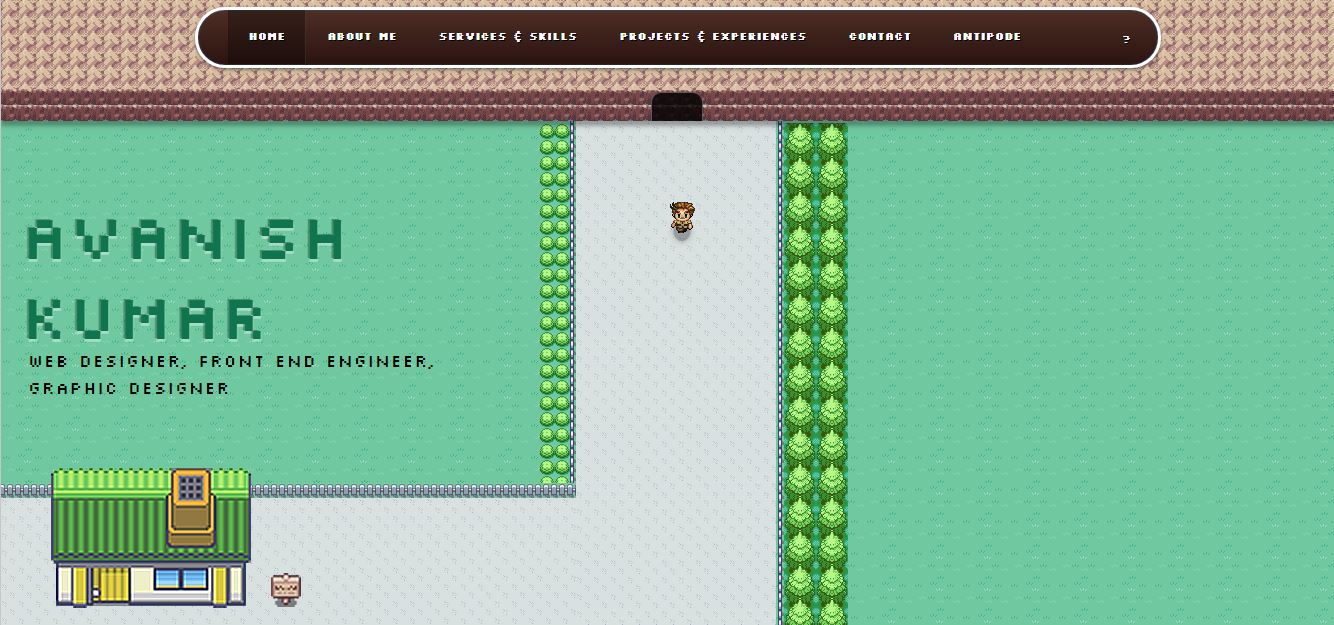 HOME ABOUT ME SERVICES & SKILLS PROJECTS & EXPERIENCES CONTACT ANTIPODE ?
AVANISH
KUMAR
WEB DESIGNER, FRONT END ENGINEER,
GRAPHIC DESIGNER